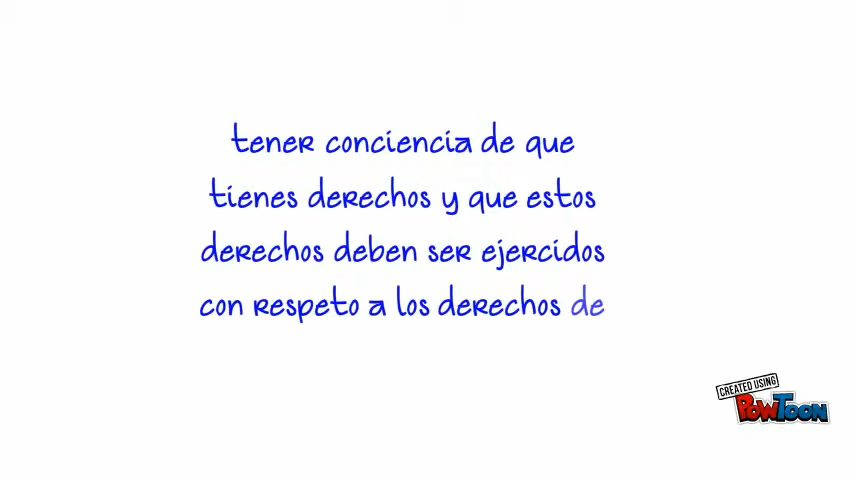 tener conciencia de que
tienes derechos y que estos
derechos deben ser ejercidos
con respeto a los derechos de
CREATED USING
POWTOON